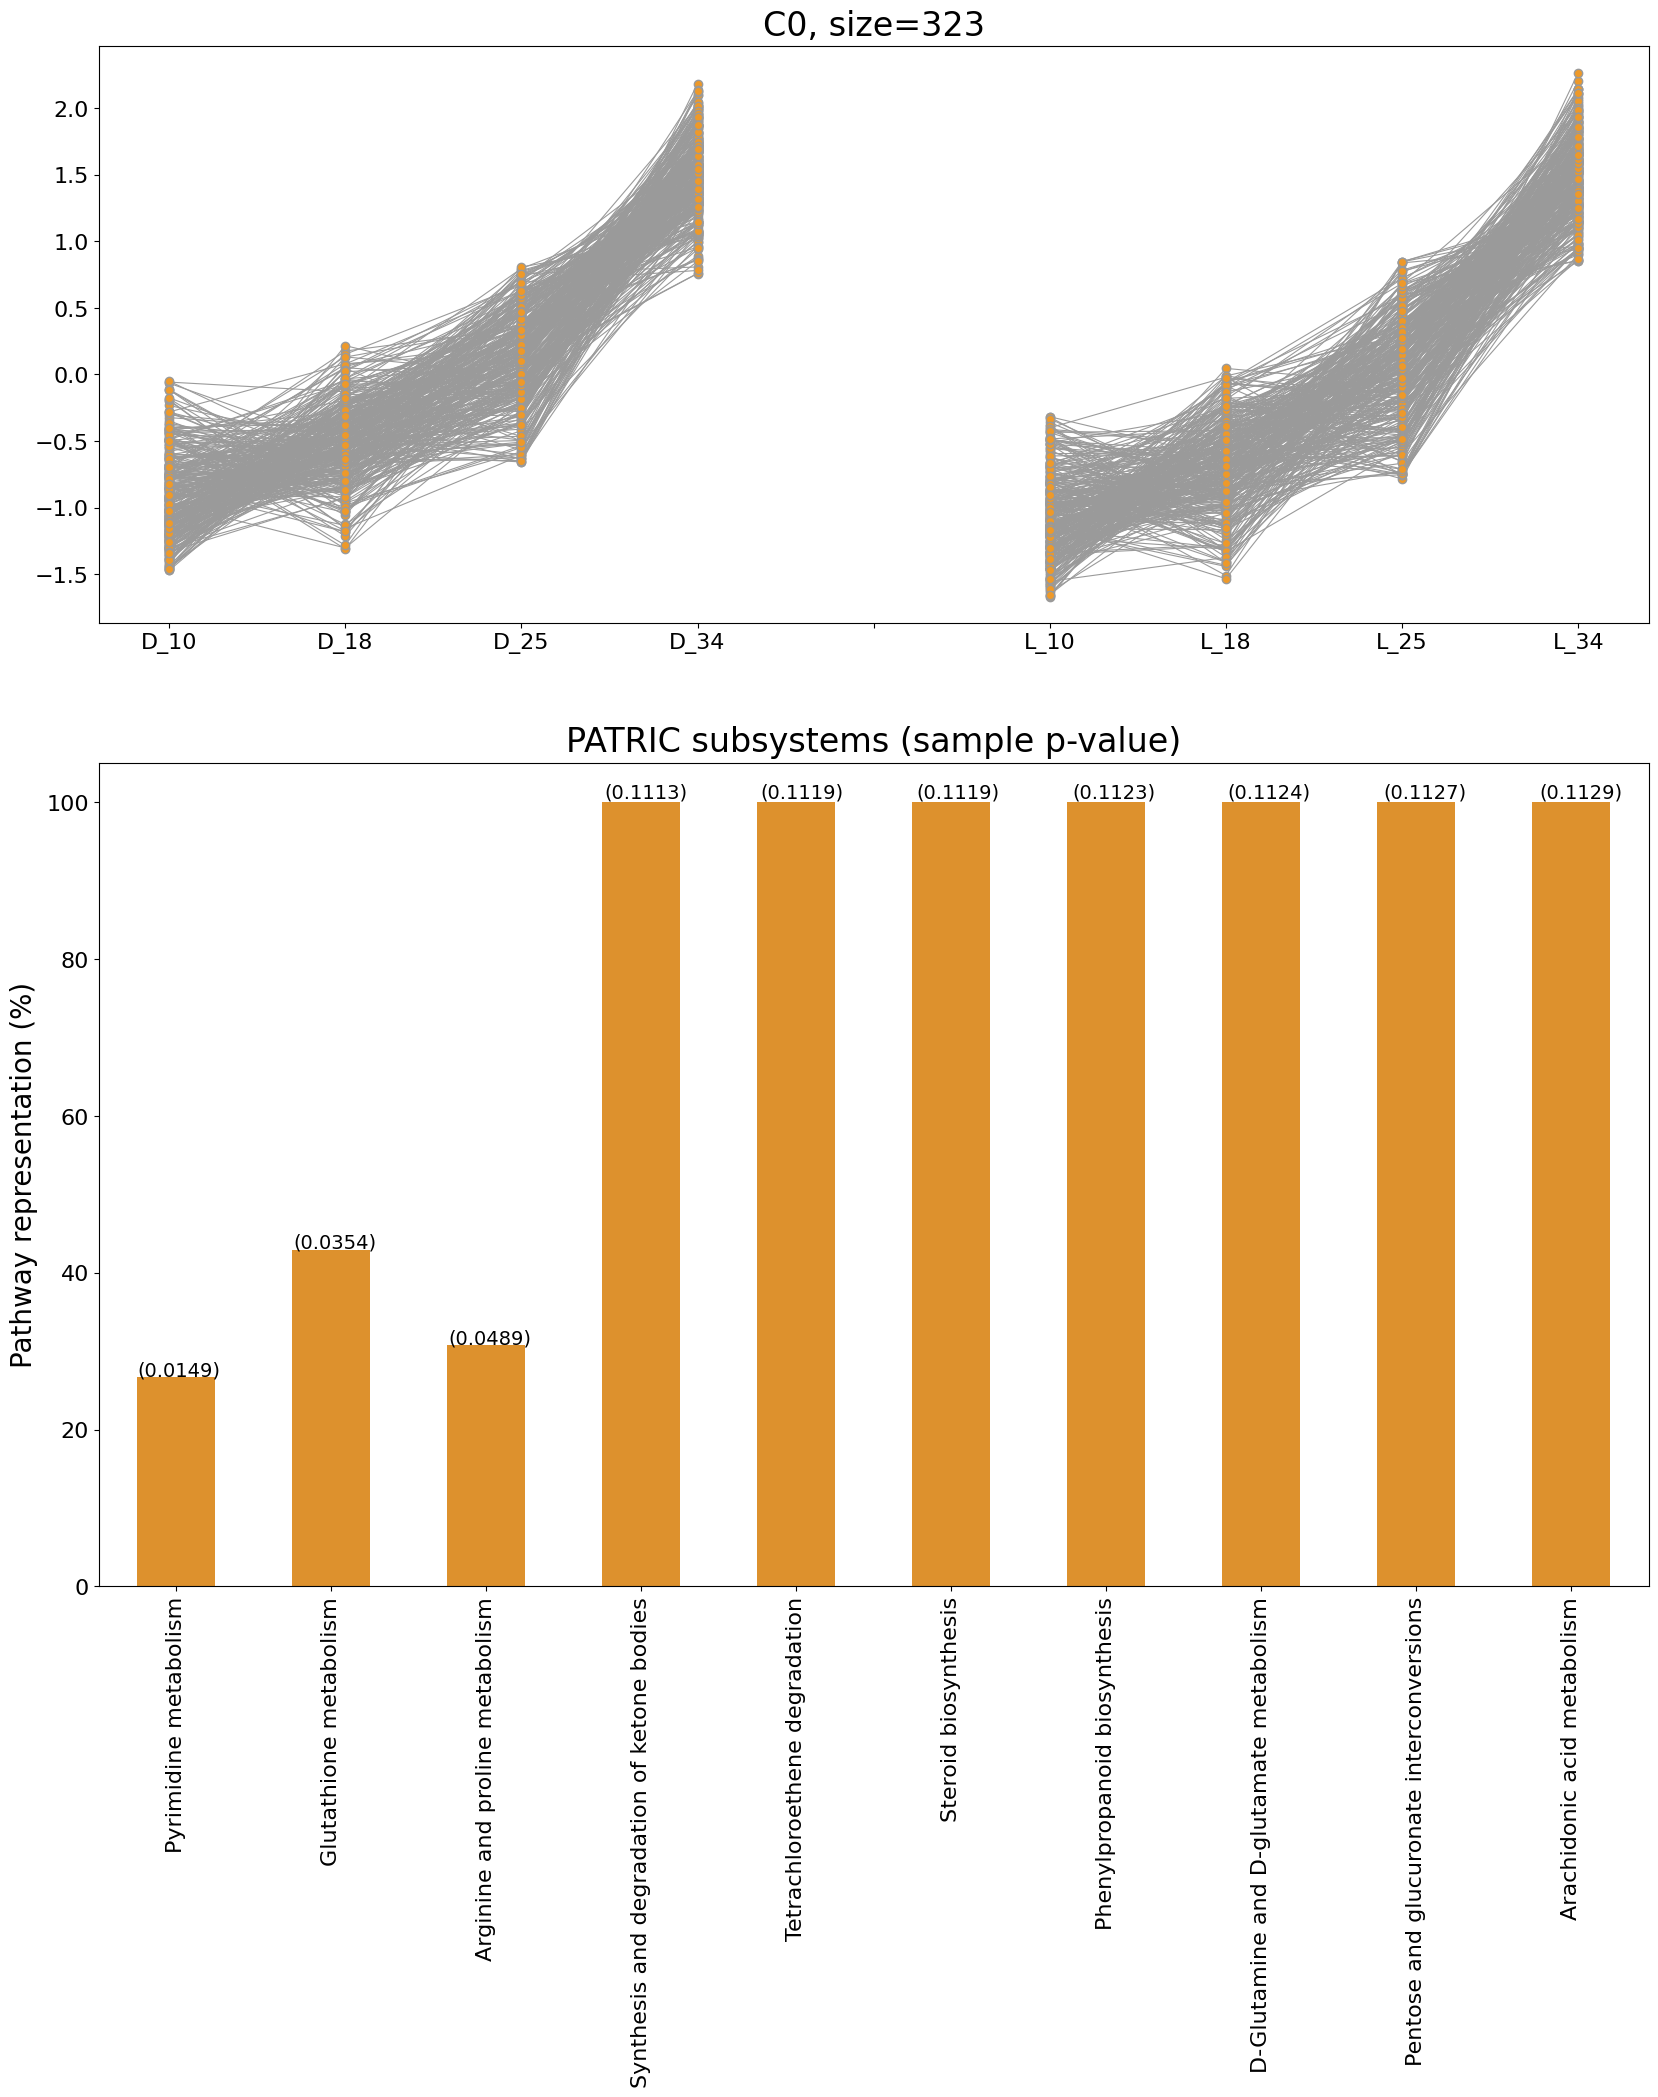 C0, size=323
2.0
1.5
1.0
0.5
0.0
−0.5
−1.0
−1.5
D_10 D_18 D_25 D_34 L_10 L_18 L_25 L_34
PATRIC subsystems (sample p-value)
Pathway representation (%)
100
80
60
40
20
0
(0.0149)
(0.0354)
(0.0489)
(0.1113)
(0.1119)
(0.1119)
(0.1123)
(0.1124)
(0.1127)
(0.1129)
Pyrimidine metabolism
Glutathione metabolism
Arginine and proline metabolism
Synthesis and degradation of ketone bodies
Tetrachloroethene degradation
Steroid biosynthesis
Phenylpropanoid biosynthesis
D-Glutamine and D-glutamate metabolism
Pentose and glucuronate interconversions
Arachidonic acid metabolism